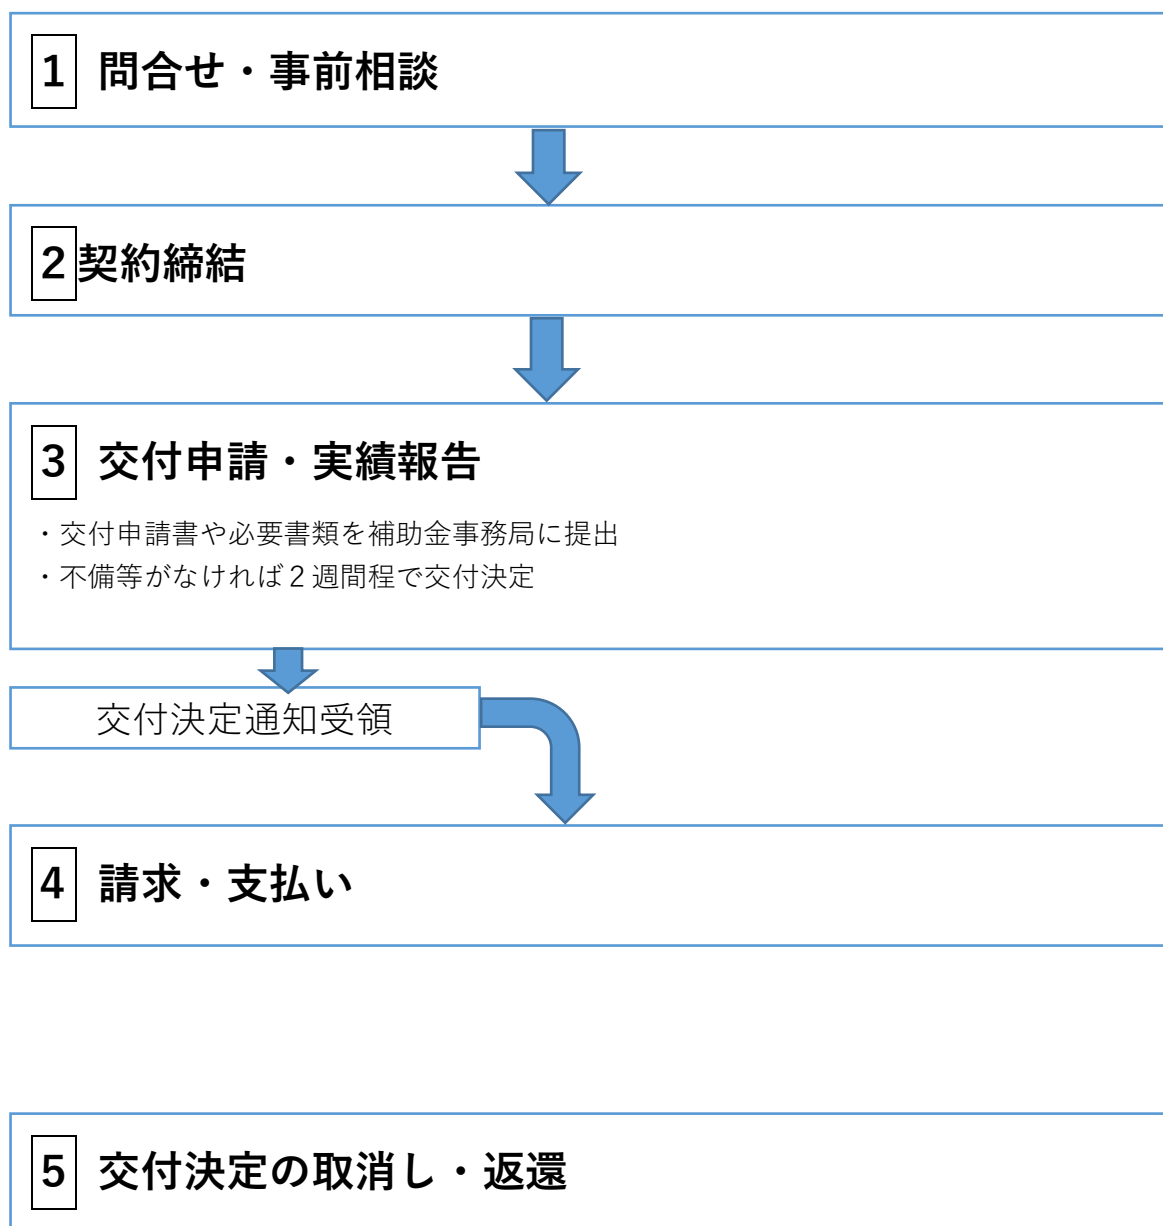 1 問合せ・事前相談
2 契約締結
3 交付申請・実績報告
・交付申請書や必要書類を補助金事務局に提出
・不備等がなければ２週間程で交付決定
交付決定通知受領
4 請求・支払い
5 交付決定の取消し・返還